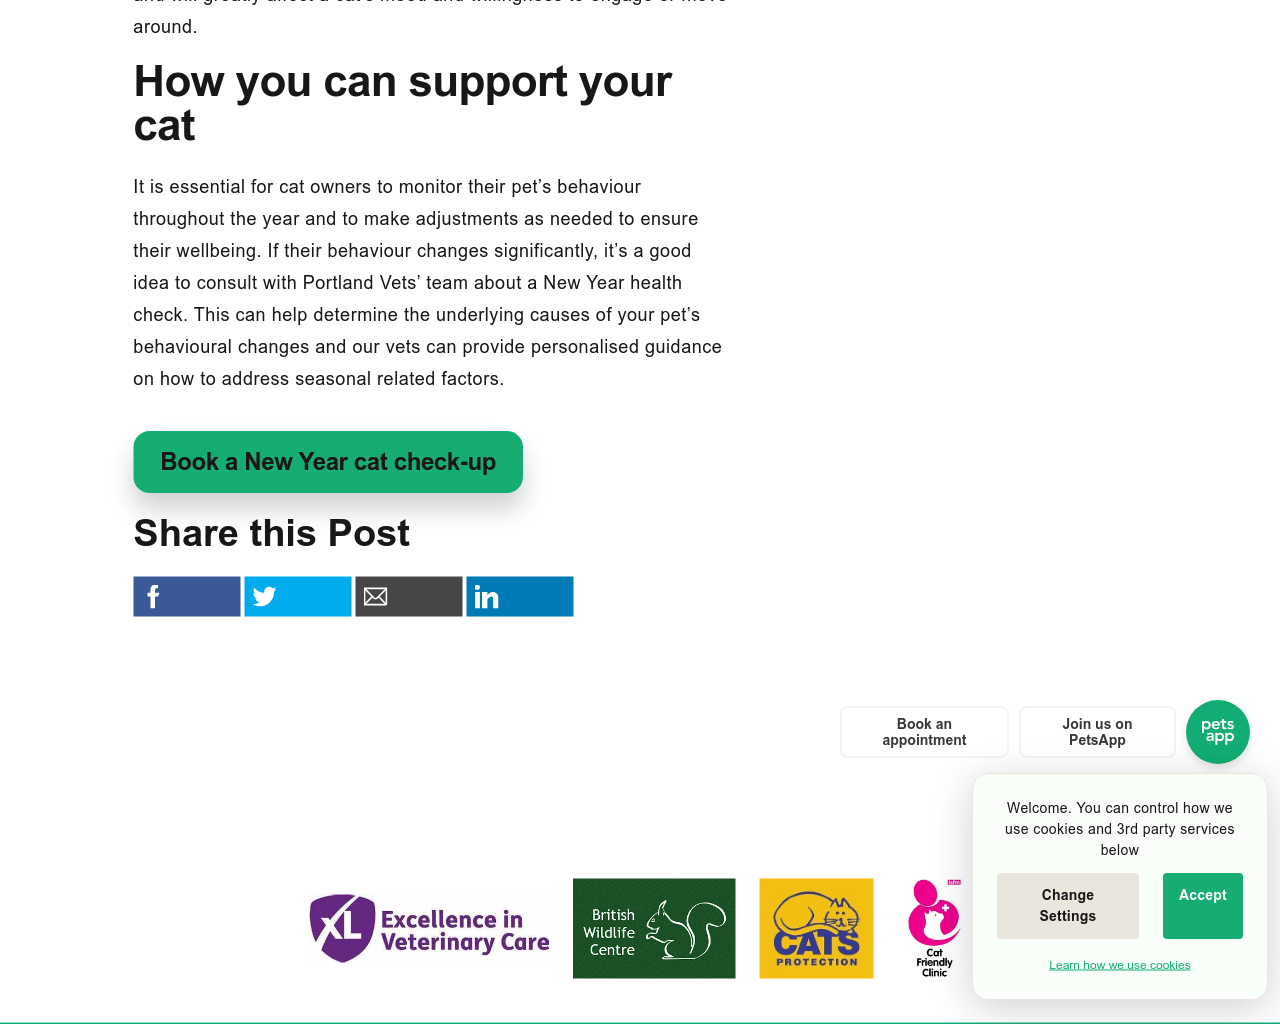 around.
How you can support your
cat
It is essential for cat owners to monitor their pet’s behaviour
throughout the year and to make adjustments as needed to ensure
their wellbeing. If their behaviour changes significantly, it’s a good
idea to consult with Portland Vets’ team about a New Year health
check. This can help determine the underlying causes of your pet’s
behavioural changes and our vets can provide personalised guidance
on how to address seasonal related factors.
Book a New Year cat check-up
Share this Post
Book an
appointment
Join us on
PetsApp
pets
app
Welcome. You can control how we
use cookies and 3rd party services
below
Change
Settings
Accept
Learn how we use cookies
XL Excellence in
Veterinary Care
British
Wildlife
Centre
CATS
PROTECTION
Cat
Friendly
Clinic